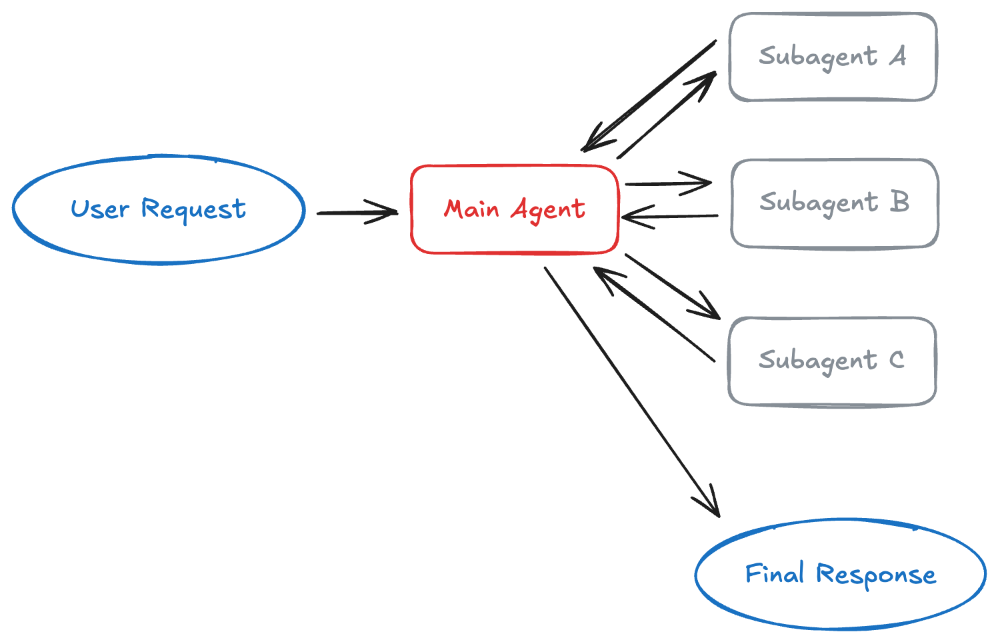 Subagent A
User Request
Main Agent
Subagent B
Subagent C
Final Response